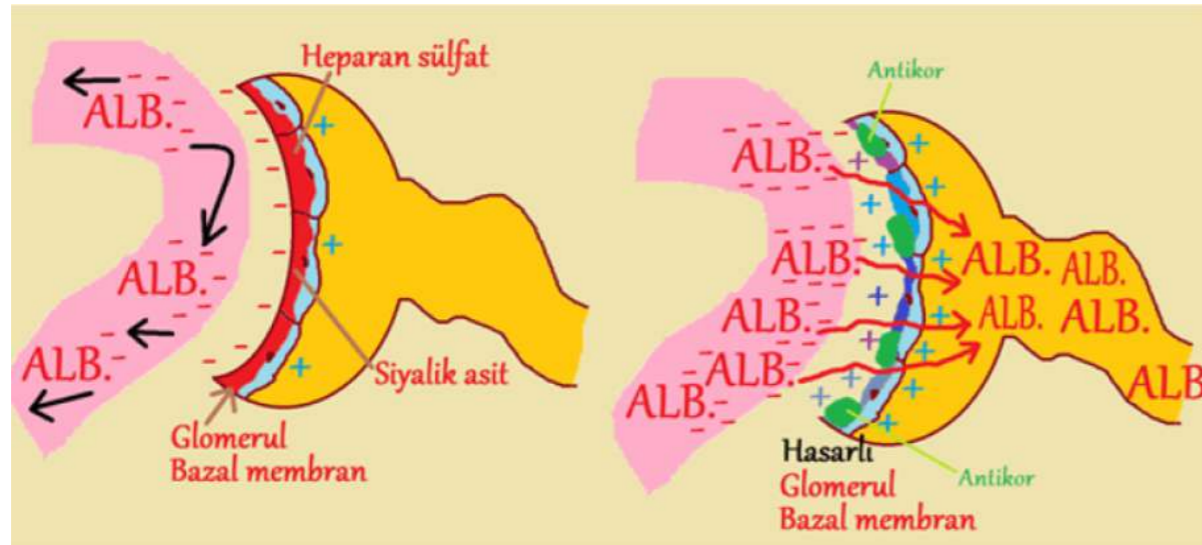 Heparan sülfat
ALB.
ALB.
ALB.
Siyalik asit
Glomerul
Bazal membran
Antikor
ALB.
ALB.
ALB.
ALB.
ALB.
ALB.
ALB.
ALB.
ALB.
ALB.
ALB
Hasarlı
Glomerul
Bazal membran
Antikor